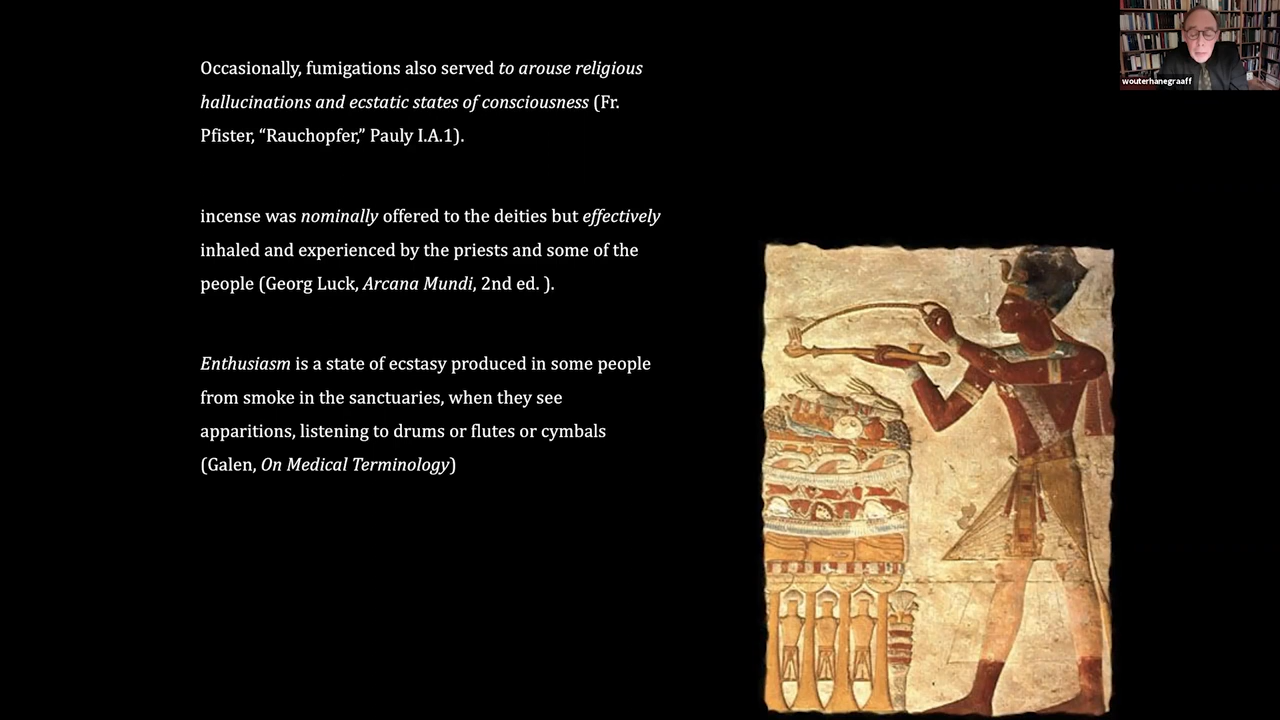 Occasionally, fumigations also served to arouse religious
hallucinations and ecstatic states of consciousness (Fr.
Pfister, “Rauchopfer,” Pauly I.A.1).
incense was nominally offered to the deities but effectively
inhaled and experienced by the priests and some of the
people (Georg Luck, Arcana Mundi, 2nd ed. ).
Enthusiasm is a state of ecstasy produced in some people
from smoke in the sanctuaries, when they see
apparitions, listening to drums or flutes or cymbals
(Galen, On Medical Terminology)
wouterhanegraaff